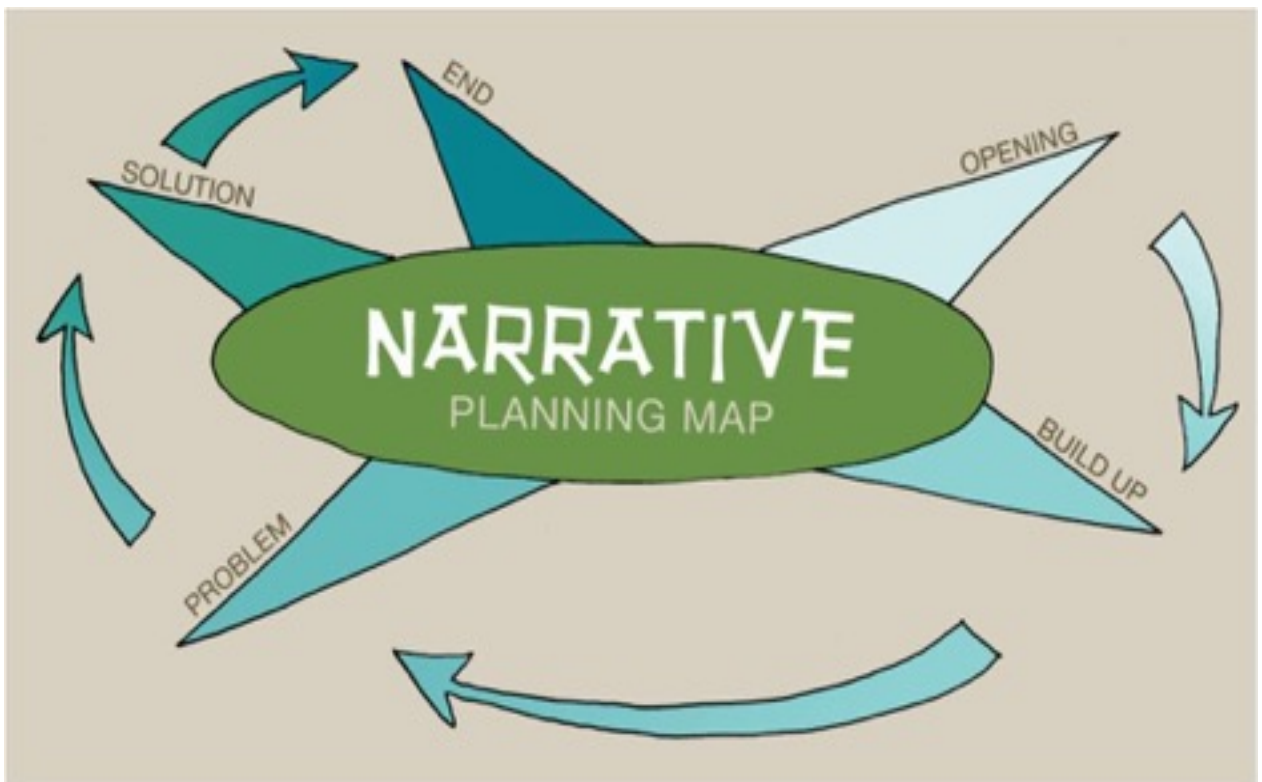 NARRATIVE
PLANNING MAP
OPENING
BUILD UP
PROBLEM
SOLUTION
END